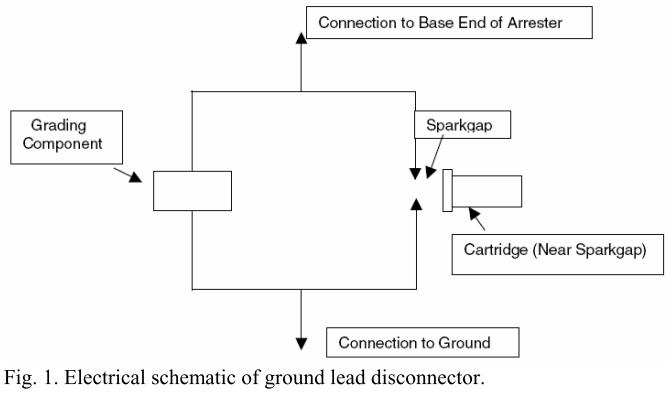 Connection to Base End of Arrester
Grading
Component
Sparkgap
Cartridge (Near Sparkgap)
Connection to Ground
Fig. 1. Electrical schematic of ground lead disconnector.